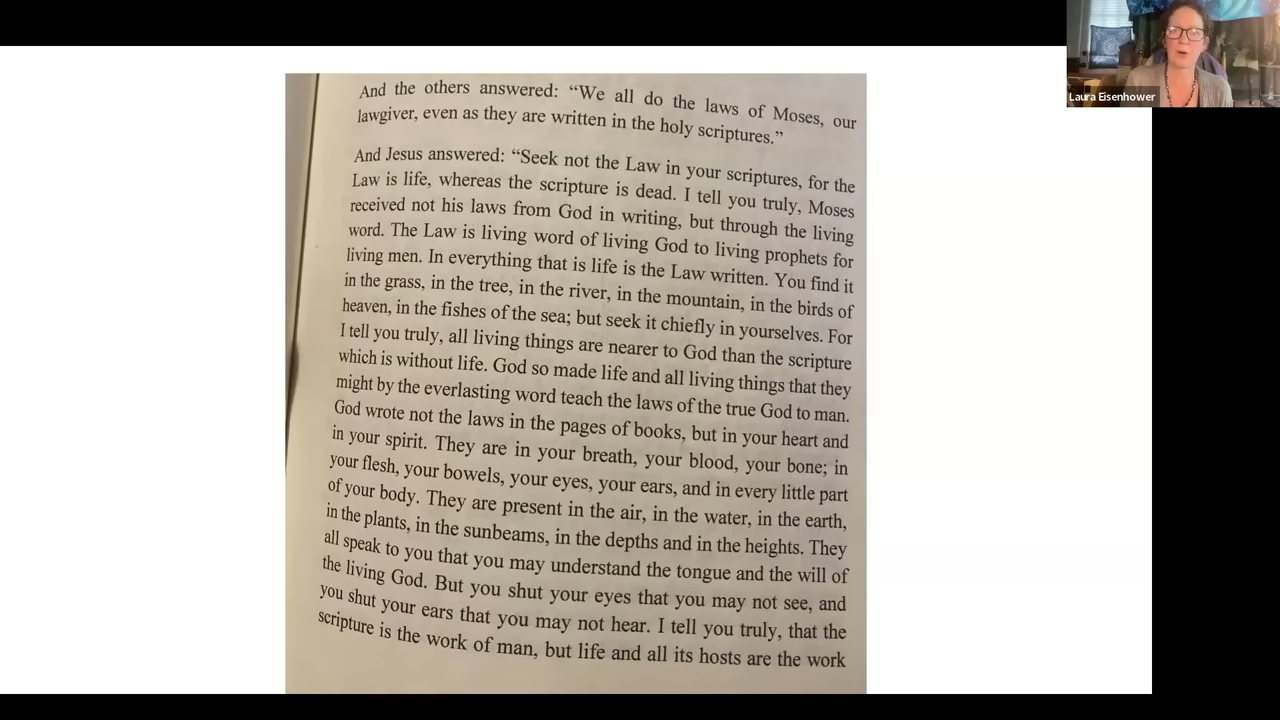 And the others answered: “We all do the laws of Moses, our
lawgiver, even as they are written in the holy scriptures.”
And Jesus answered: “Seek not the Law in your scriptures, for the
Law is life, whereas the scripture is dead. I tell you truly, Moses
received not his laws from God in writing, but through the living
word. The Law is living word of living God to living prophets for
living men. In everything that is life is the Law written. You find it
in the grass, in the tree, in the river, in the mountain, in the birds of
heaven, in the fishes of the sea; but seek it chiefly in yourselves. For
I tell you truly, all living things are nearer to God than the scripture
which is without life. God so made life and all living things that they
might by the everlasting word teach the laws of the true God to man.
God wrote not the laws in the pages of books, but in your heart and
in your spirit. They are in your breath, your blood, your bone; in
your flesh, your bowels, your eyes, your ears, and in every little part
of your body. They are present in the air, in the water, in the earth,
in the plants, in the sunbeams, in the depths and in the heights. They
all speak to you that you may understand the tongue and the will of
the living God. But you shut your eyes that you may not see, and
you shut your ears that you may not hear. I tell you truly, that the
scripture is the work of man, but life and all its hosts are the work
Laura Eisenhower